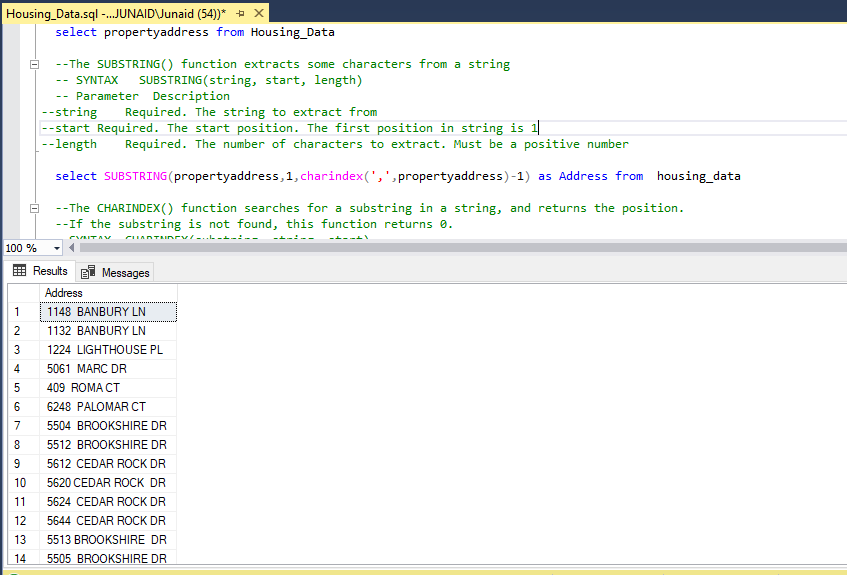 Housing_Data.sql -...JUNAID\Junaid (54))*
select propertyaddress from Housing_Data
--The SUBSTRING() function extracts some characters from a string
-- SYNTAX   SUBSTRING(string, start, length)
-- Parameter  Description
--string    Required. The string to extract from
--start Required. The start position. The first position in string is 1
--length    Required. The number of characters to extract. Must be a positive number
select SUBSTRING(propertyaddress,1,charindex(',',propertyaddress)-1) as Address from  housing_data
--The CHARINDEX() function searches for a substring in a string, and returns the position.
--If the substring is not found, this function returns 0.
--SYNTAX  CHARINDEX(substring, string, start)
100 %
Results Messages
Address
1 1148  BANBURY LN
2 1132  BANBURY LN
3 1224  LIGHTHOUSE PL
4 5061  MARC DR
5 409  ROMA CT
6 6248  PALOMAR CT
7 5504  BROOKSHIRE DR
8 5512  BROOKSHIRE DR
9 5612  CEDAR ROCK DR
10 5620 CEDAR ROCK  DR
11 5624  CEDAR ROCK DR
12 5644  CEDAR ROCK DR
13 5513 BROOKSHIRE  DR
14 5505  BROOKSHIRE DR